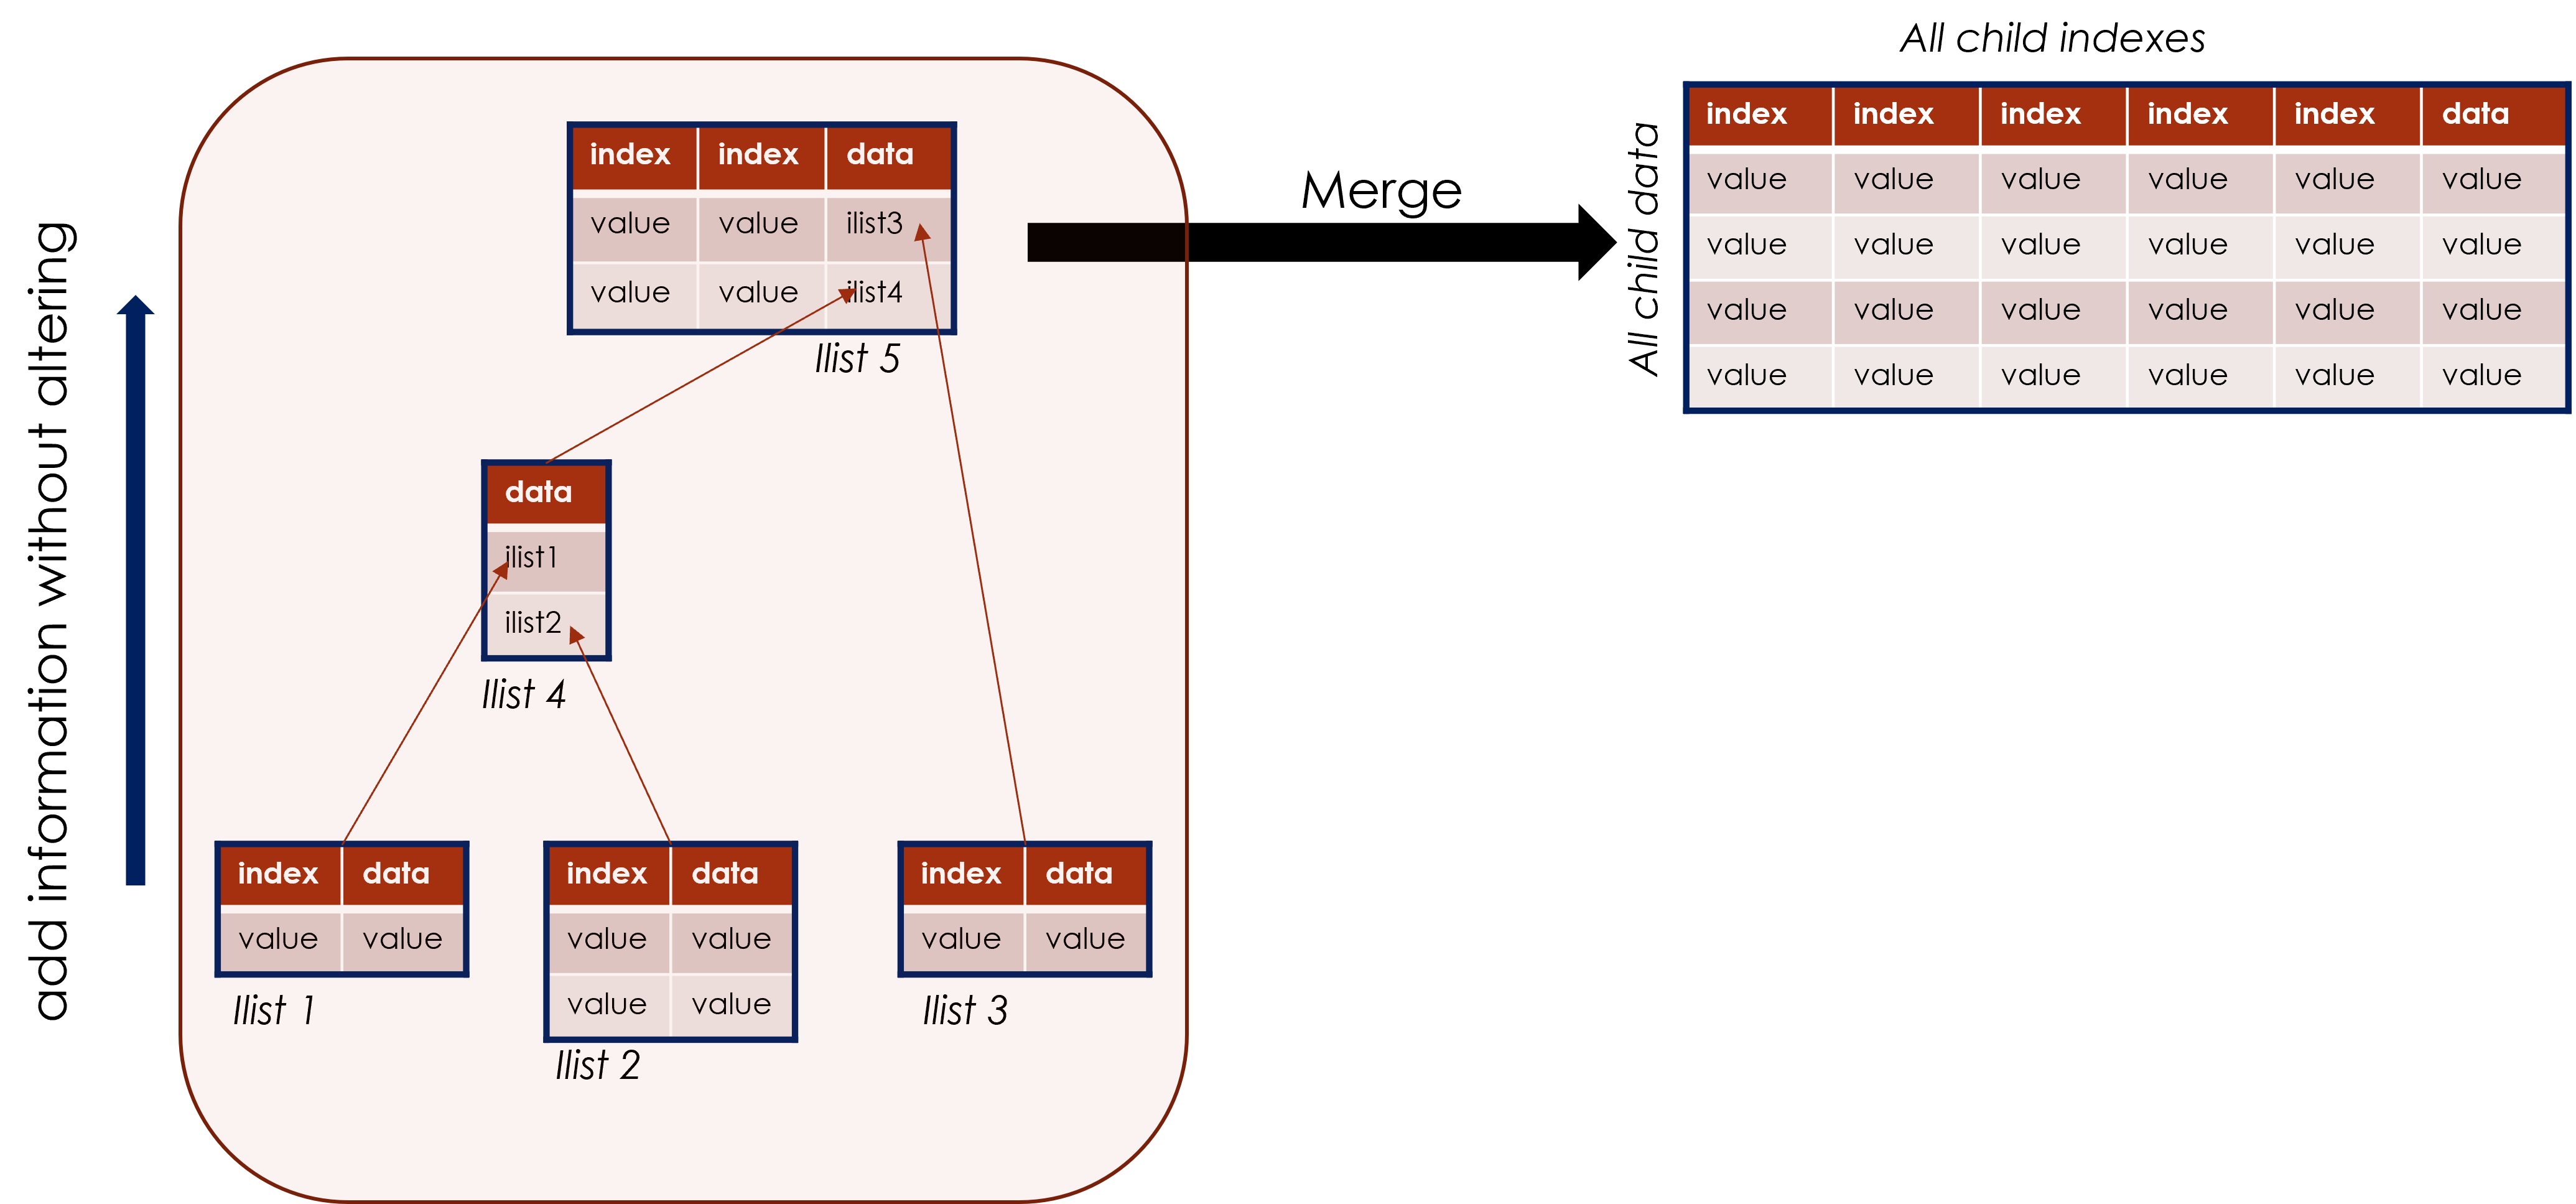 add information without altering
index index data
value value ilist3
value value ilist4
Ilist 5
data
ilist1
ilist2
Ilist 4
index data
value value
Ilist 1
index data
value value
value value
Ilist 2
index data
value value
Ilist 3
Merge
All child indexes
All child data
index index index index index data
value value value value value value
value value value value value value
value value value value value value
value value value value value value